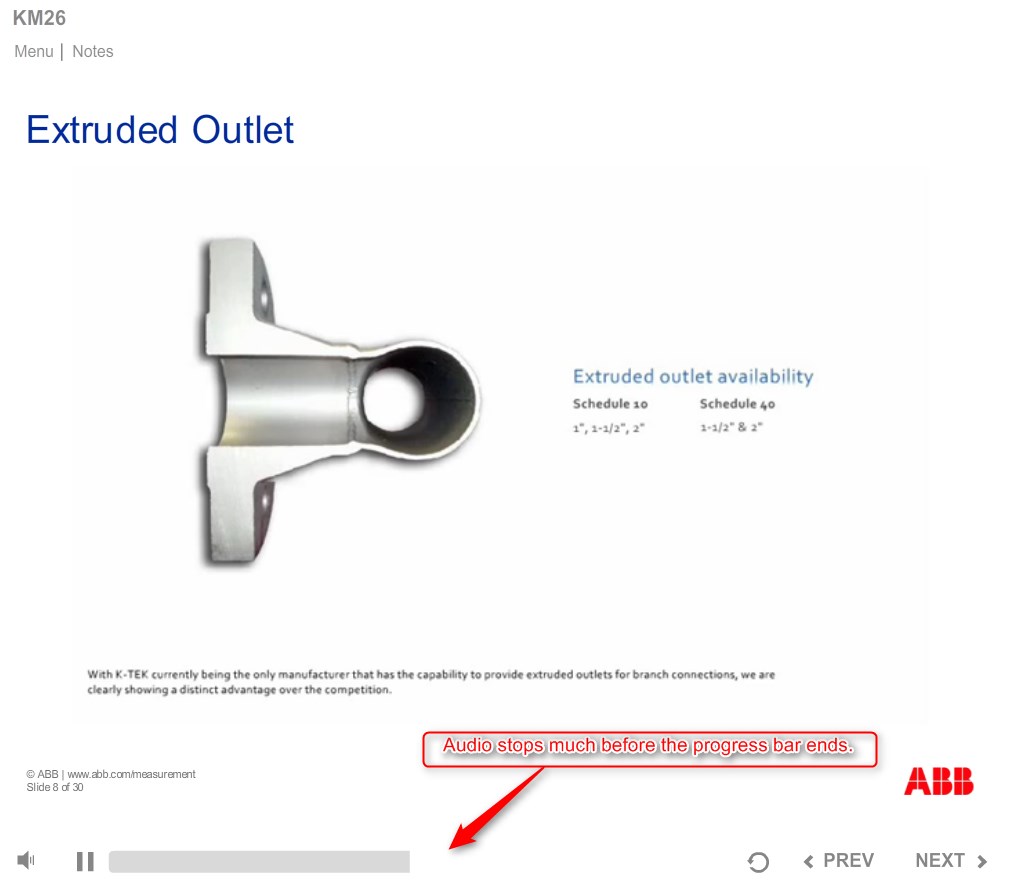 KM26
Menu | Notes
Extruded Outlet
Extruded outlet availability
Schedule 10 Schedule 40
1", 1-1/2", 2" 1-1/2" & 2"
With K-TEK currently being the only manufacturer that has the capability to provide extruded outlets for branch connections, we are
clearly showing a distinct advantage over the competition.
Audio stops much before the progress bar ends.
© ABB | www.abb.com/measurement
Slide 8 of 30
ABB
PREV NEXT